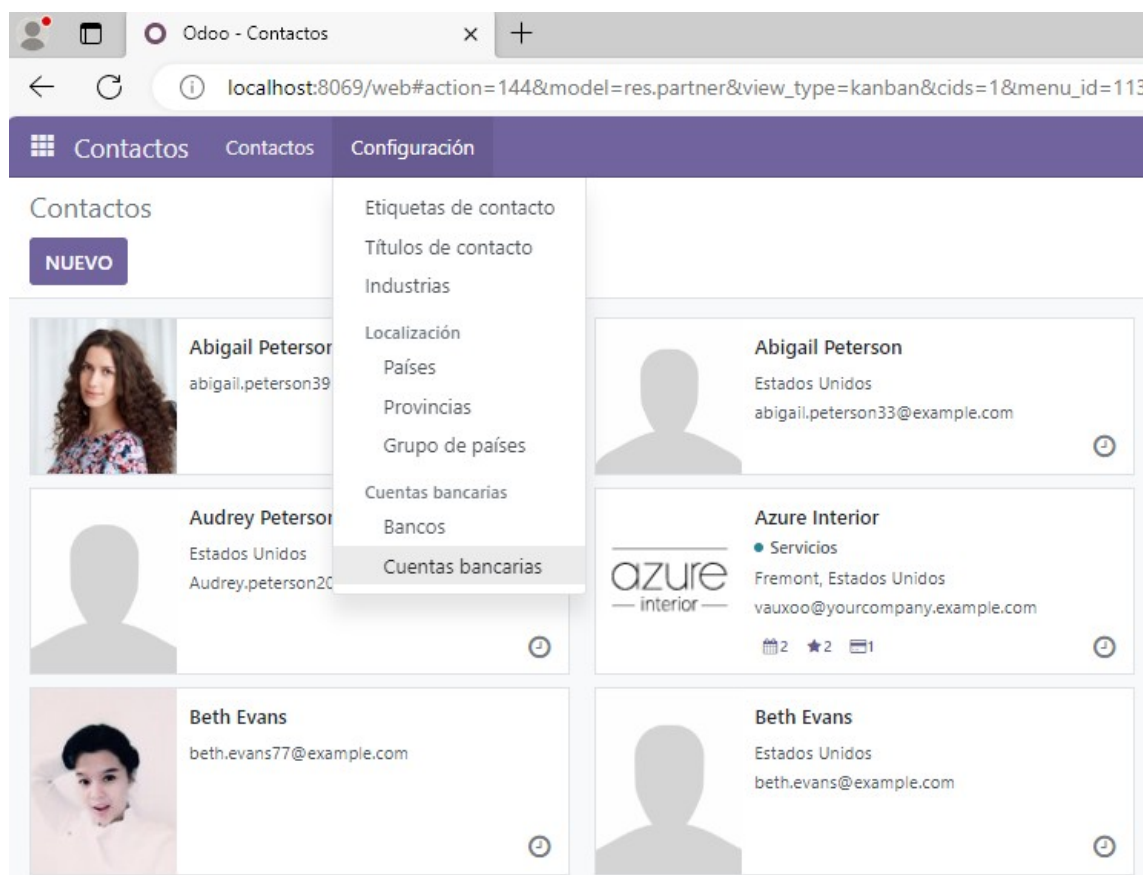 Odoo - Contactos
localhost:8069/web#action=144&model=res.partner&view_type=kanban&cids=1&menu_id=113
Contactos Contactos Configuración
Contactos
NUEVO
Etiquetas de contacto
Títulos de contacto
Industrias
Localización
Países
Provincias
Grupo de países
Cuentas bancarias
Bancos
Cuentas bancarias
Abigail Peterson
abigail.peterson39
Abigail Peterson
Estados Unidos
abigail.peterson33@example.com
Audrey Peterson
Estados Unidos
Audrey.peterson20
azure
interior
Azure Interior
Servicios
Fremont, Estados Unidos
vauxoo@yourcompany.example.com
2 2 1
Beth Evans
beth.evans77@example.com
Beth Evans
Estados Unidos
beth.evans@example.com